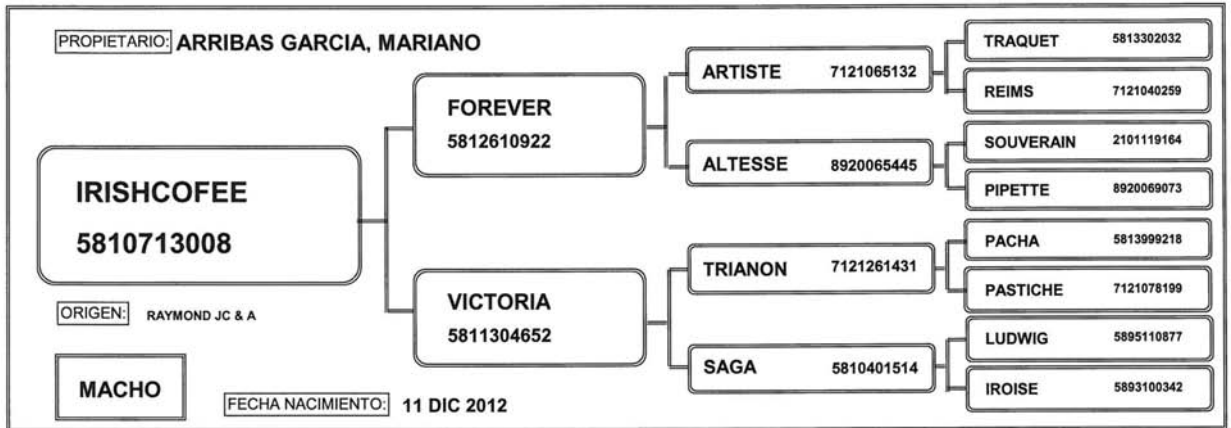 PROPIETARIO: ARRIBAS GARCIA, MARIANO
IRISHCOFEE
5810713008
ORIGEN: RAYMOND JC & A
MACHO
FECHA NACIMIENTO: 11 DIC 2012
FOREVER
5812610922
VICTORIA
5811304652
ARTISTE 7121065132
ALTESSE 8920065445
TRIANON 7121261431
SAGA 5810401514
TRAQUET 5813302032
REIMS 7121040259
SOUVERAIN 2101119164
PIPETTE 8920069073
PACHA 5813999218
PASTICHE 7121078199
LUDWIG 5895110877
IROISE 5893100342